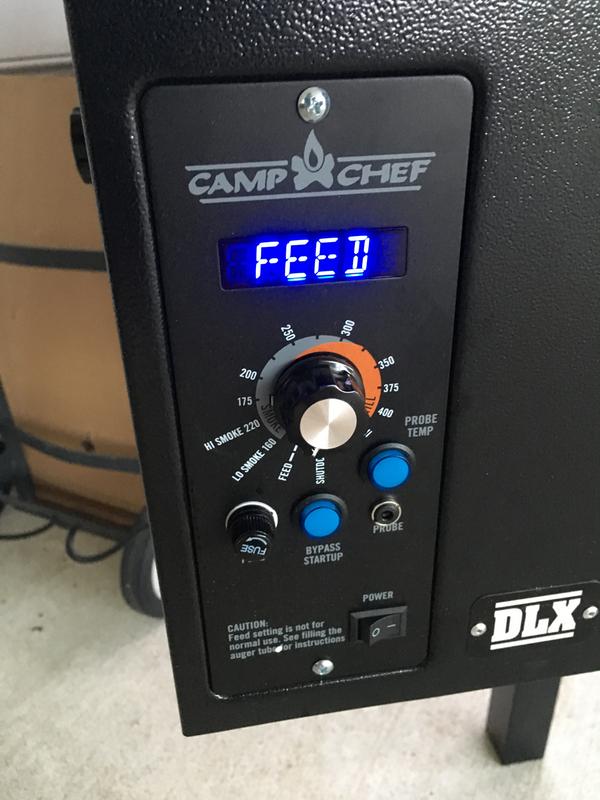 CAMP CHEF
FEED
250
300
200
350
175
375
SMOKE
400
HI SMOKE 220
PROBE
TEMP
LO SMOKE 160
FEED
FUSE
PROBE
BYPASS
STARTUP
POWER
CAUTION:
Feed setting is not for
normal use. See filling the
auger tube for instructions
DLX